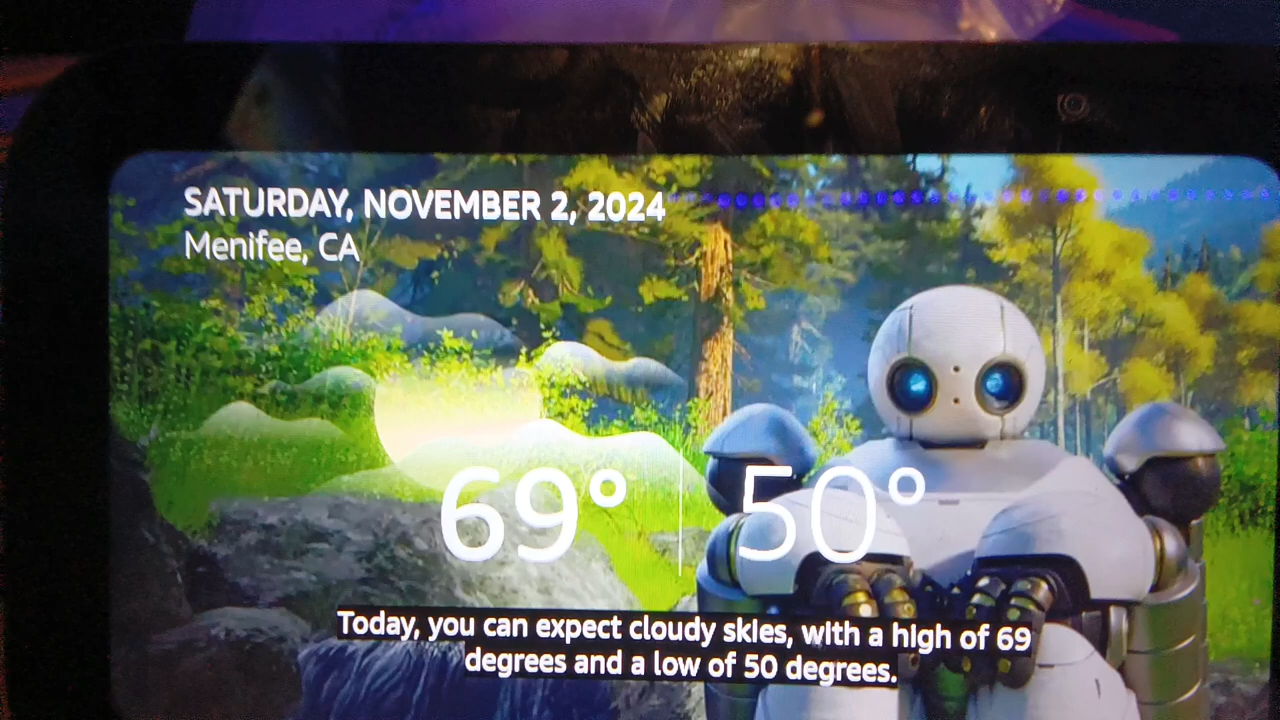 SATURDAY, NOVEMBER 2, 2024
Menifee, CA
69° 50°
Today, you can expect cloudy skies, with a high of 69
degrees and a low of 50 degrees.